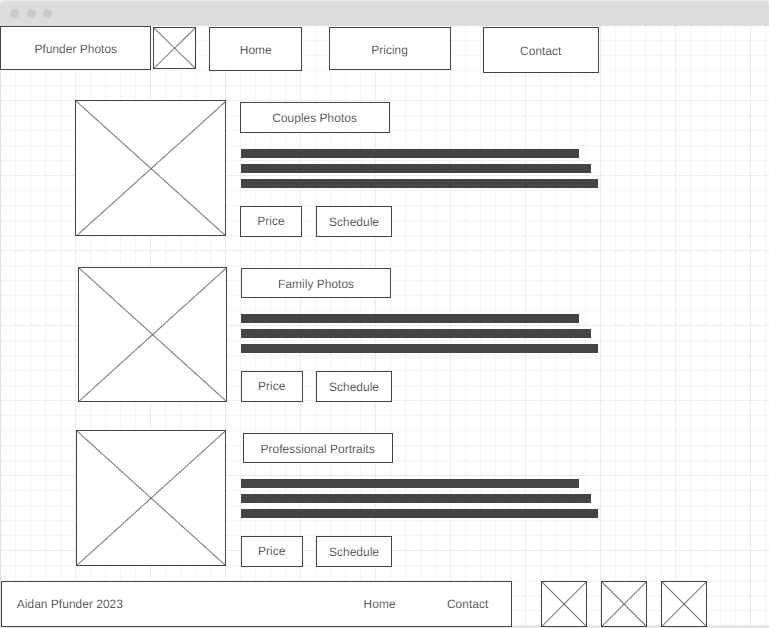 Pfunder Photos
Home
Pricing
Contact
Couples Photos
Price
Schedule
Family Photos
Price
Schedule
Professional Portraits
Price
Schedule
Aidan Pfunder 2023
Home
Contact